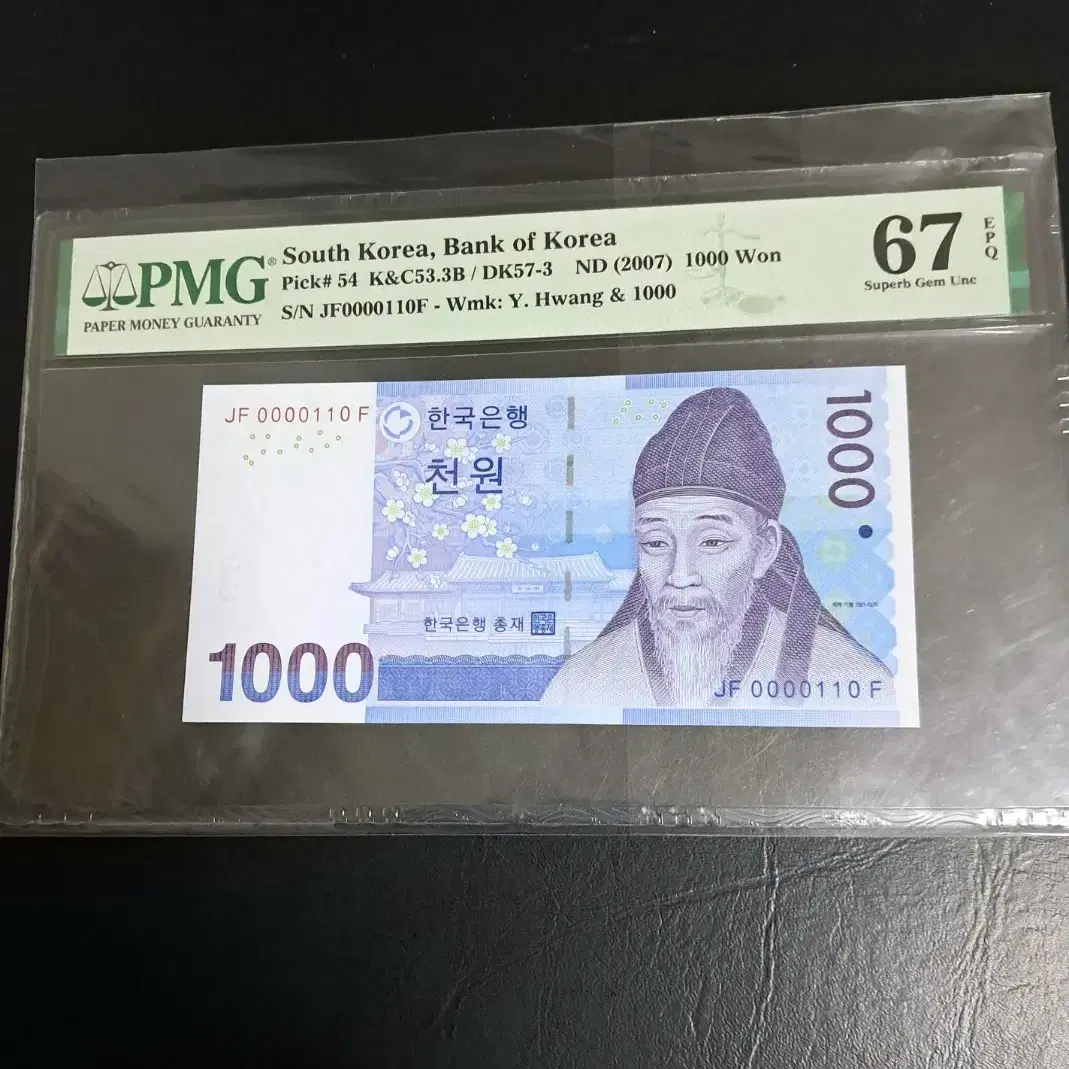 PMG®
PAPER MONEY GUARANTY
South Korea, Bank of Korea
Pick# 54 K&C53.3B / DK57-3 ND (2007) 1000 Won
S/N JF0000110F - Wmk: Y. Hwang & 1000
67
EPQ
Superb Gem Unc
JF 0000110 F
한국은행
천원
1000
한국은행 총재
1000
JF 0000110 F